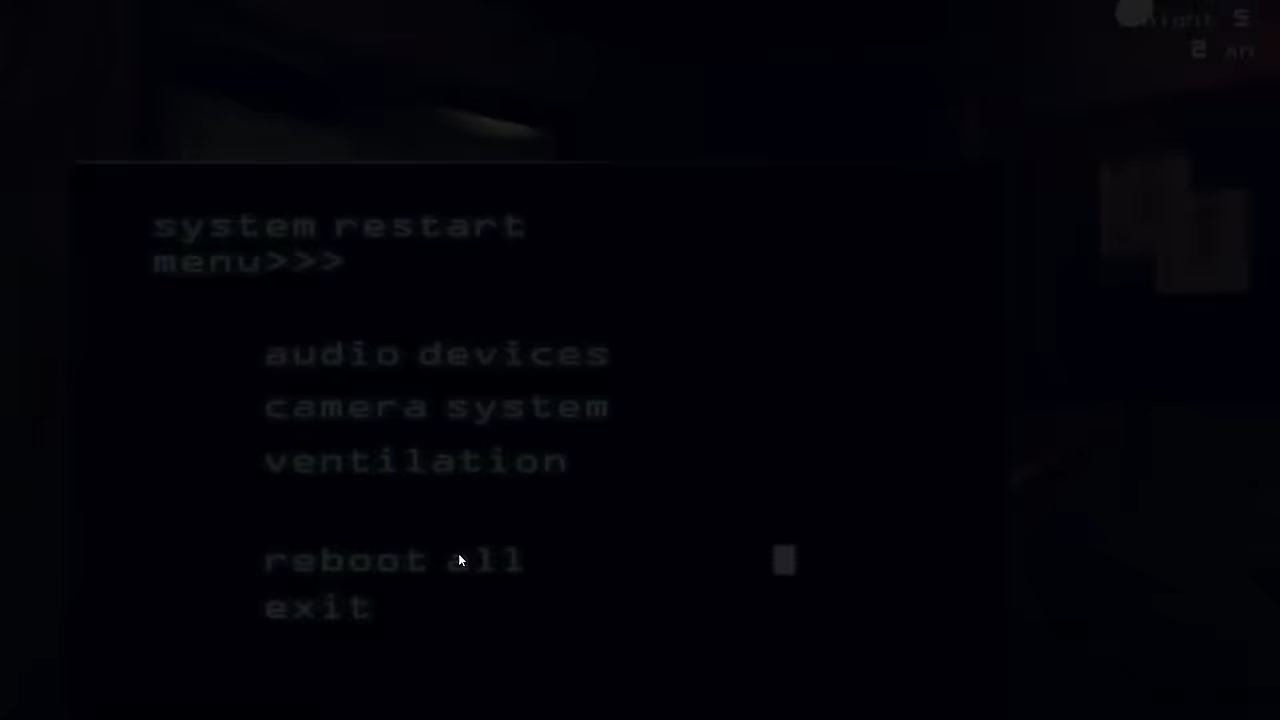 night 5
2 AM
system restart
menu>>>
audio devices
camera system
ventilation
reboot all
exit